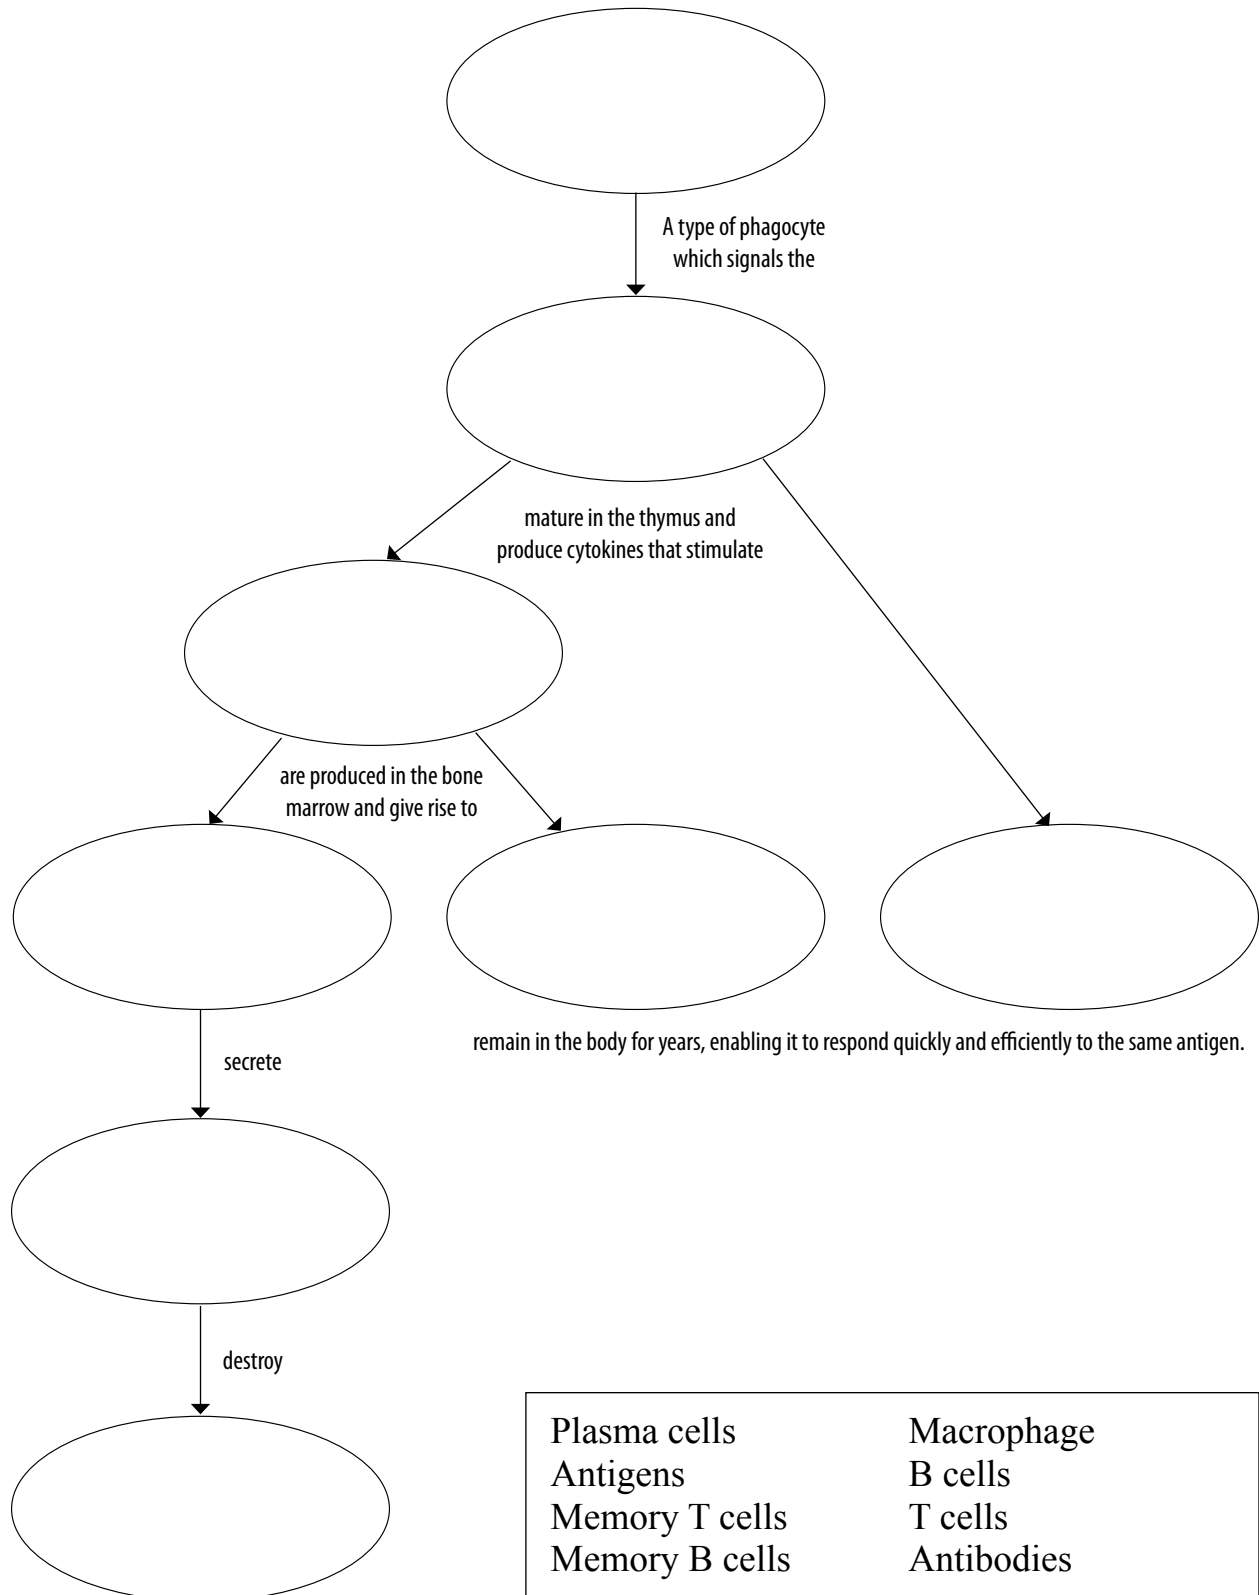 A type of phagocyte
which signals the
mature in the thymus and
produce cytokines that stimulate
are produced in the bone
marrow and give rise to
remain in the body for years, enabling it to respond quickly and efficiently to the same antigen.
secrete
destroy
Plasma cells
Antigens
Memory T cells
Memory B cells
Macrophage
B cells
T cells
Antibodies